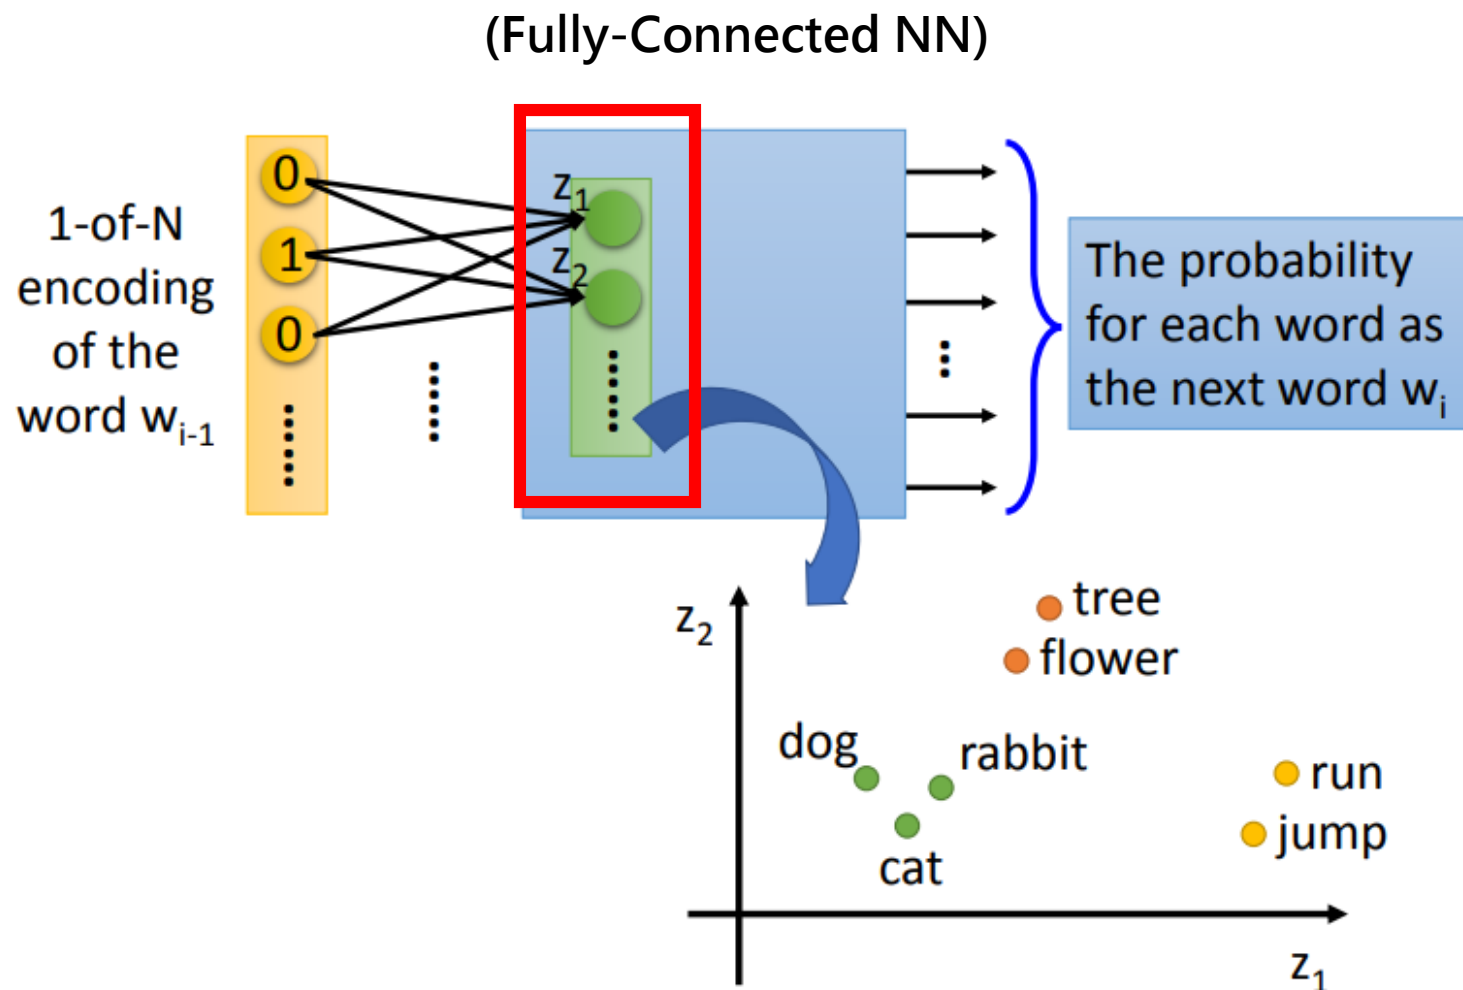 (Fully-Connected NN)
1-of-N
encoding
of the
word wi-1
0
1
0
z1
z2
The probability
for each word as
the next word wi
z2
tree
flower
dog
rabbit
run
jump
cat
z1